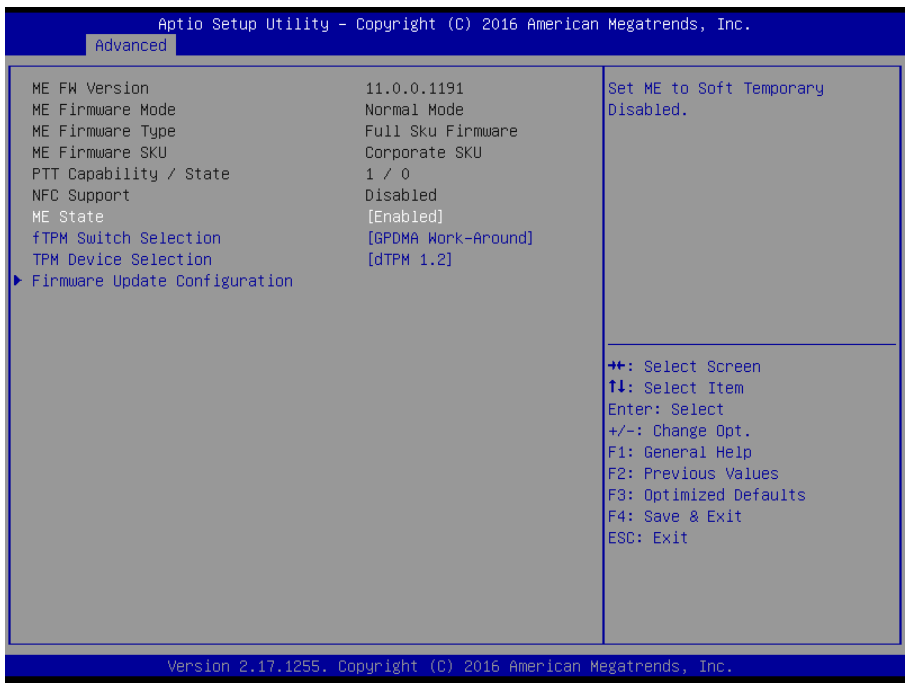 Aptio Setup Utility – Copyright (C) 2016 American Megatrends, Inc.
Advanced
ME FW Version 11.0.0.1191
ME Firmware Mode Normal Mode
ME Firmware Type Full Sku Firmware
ME Firmware SKU Corporate SKU
PTT Capability / State 1 / 0
NFC Support Disabled
ME State [Enabled]
fTPM Switch Selection [GPDMA Work-Around]
TPM Device Selection [dTPM 1.2]
Firmware Update Configuration
Set ME to Soft Temporary
Disabled.
→←: Select Screen
↑↓: Select Item
Enter: Select
+/-: Change Opt.
F1: General Help
F2: Previous Values
F3: Optimized Defaults
F4: Save & Exit
ESC: Exit
Version 2.17.1255. Copyright (C) 2016 American Megatrends, Inc.